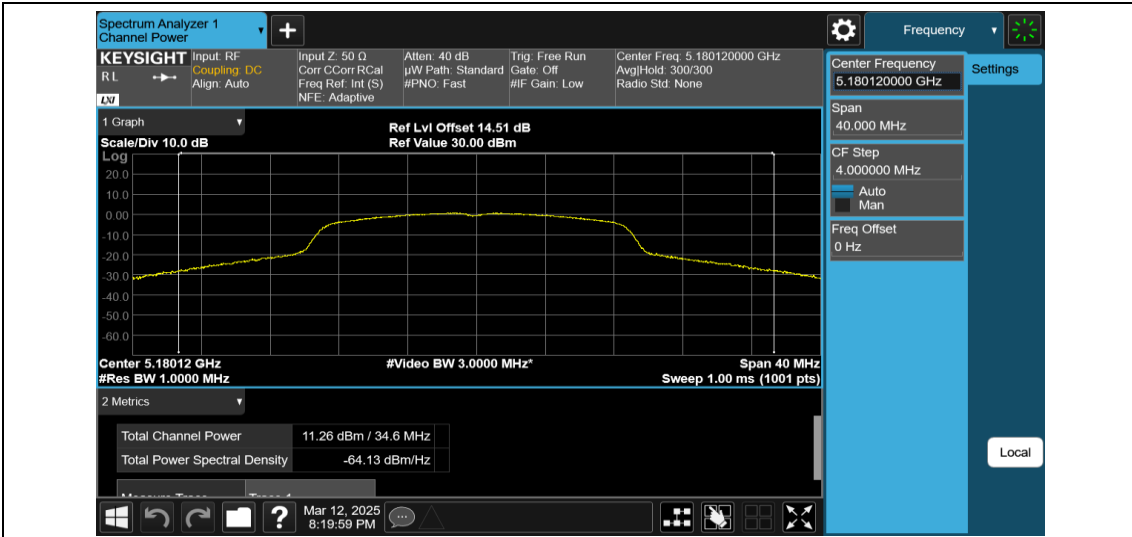 Spectrum Analyzer 1
Channel Power
Frequency
KEYSIGHT
R L
LXI
Input: RF
Coupling: DC
Align: Auto
Input Z: 50 Ω
Corr CCorr RCal
Freq Ref: Int (S)
NFE: Adaptive
Atten: 40 dB
µW Path: Standard
#PNO: Fast
Trig: Free Run
Gate: Off
#IF Gain: Low
Center Freq: 5.180120000 GHz
Avg|Hold: 300/300
Radio Std: None
1 Graph
Scale/Div 10.0 dB
Ref Lvl Offset 14.51 dB
Ref Value 30.00 dBm
Log
20.0
10.0
0.00
-10.0
-20.0
-30.0
-40.0
-50.0
-60.0
Center 5.18012 GHz
#Video BW 3.0000 MHz*
Span 40 MHz
#Res BW 1.0000 MHz
Sweep 1.00 ms (1001 pts)
2 Metrics
Total Channel Power 11.26 dBm / 34.6 MHz
Total Power Spectral Density -64.13 dBm/Hz
Center Frequency
5.180120000 GHz
Settings
Span
40.000 MHz
CF Step
4.000000 MHz
Auto
Man
Freq Offset
0 Hz
Local
?
Mar 12, 2025
8:19:59 PM